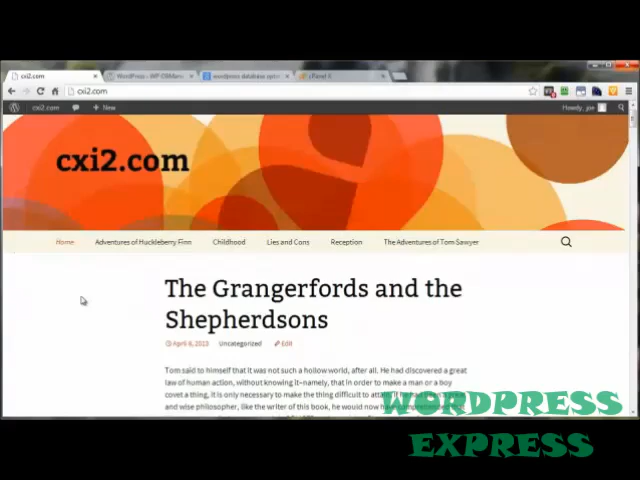 cxi2.com
WordPress › WP-DBMana
wordpress database optim
cPanel X
cxi2.com
cxi2.com
New
Howdy, joe
cxi2.com
Home
Adventures of Huckleberry Finn
Childhood
Lies and Cons
Reception
The Adventures of Tom Sawyer
The Grangerfords and the
Shepherdsons
April 6, 2013 Uncategorized Edit
Tom said to himself that it was not such a hollow world, after all. He had discovered a great
law of human action, without knowing it–namely, that in order to make a man or a boy
covet a thing, it is only necessary to make the thing difficult to attain. If he had been a great
and wise philosopher, like the writer of this book, he would now have
WORDPRESS
EXPRESS